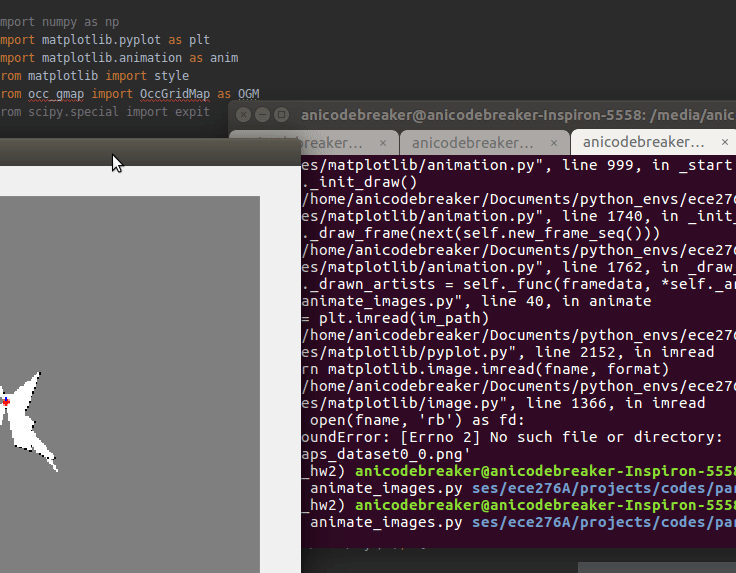 mport numpy as np
mport matplotlib.pyplot as plt
mport matplotlib.animation as anim
rom matplotlib import style
rom occ_gmap import OccGridMap as OGM
rom scipy.special import expit
anicodebreaker@anicodebreaker-Inspiron-5558: /media/anic
breaker... × anicodebreaker... × anicodebreaker... ×
es/matplotlib/animation.py", line 999, in _start
._init_draw()
/home/anicodebreaker/Documents/python_envs/ece276
es/matplotlib/animation.py", line 1740, in _init_
._draw_frame(next(self.new_frame_seq()))
/home/anicodebreaker/Documents/python_envs/ece276
es/matplotlib/animation.py", line 1762, in _draw_
._drawn_artists = self._func(framedata, *self._ar
animate_images.py", line 40, in animate
= plt.imread(im_path)
/home/anicodebreaker/Documents/python_envs/ece276
es/matplotlib/pyplot.py", line 2152, in imread
rn matplotlib.image.imread(fname, format)
/home/anicodebreaker/Documents/python_envs/ece276
es/matplotlib/image.py", line 1366, in imread
open(fname, 'rb') as fd:
oundError: [Errno 2] No such file or directory:
aps_dataset0_0.png'
_hw2) anicodebreaker@anicodebreaker-Inspiron-5558
animate_images.py ses/ece276A/projects/codes/par
_hw2) anicodebreaker@anicodebreaker-Inspiron-5558
animate_images.py ses/ece276A/projects/codes/par